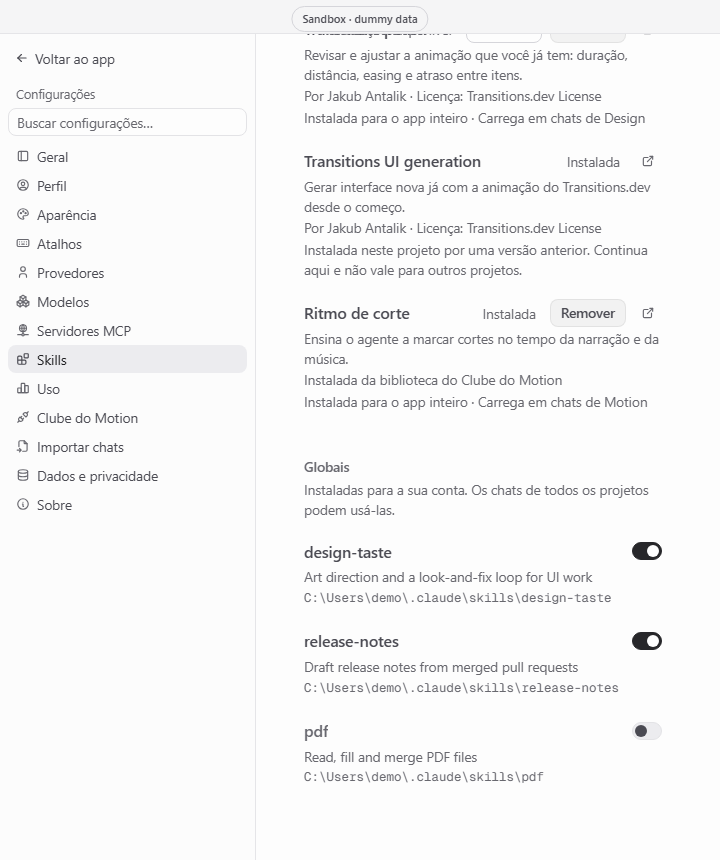 Sandbox · dummy data
Voltar ao app
Configurações
Buscar configurações...
Geral
Perfil
Aparência
Atalhos
Provedores
Modelos
Servidores MCP
Skills
Uso
Clube do Motion
Importar chats
Dados e privacidade
Sobre
Revisar e ajustar a animação que você já tem: duração,
distância, easing e atraso entre itens.
Por Jakub Antalik · Licença: Transitions.dev License
Instalada para o app inteiro · Carrega em chats de Design
Transitions UI generation Instalada
Gerar interface nova já com a animação do Transitions.dev
desde o começo.
Por Jakub Antalik · Licença: Transitions.dev License
Instalada neste projeto por uma versão anterior. Continua
aqui e não vale para outros projetos.
Ritmo de corte Instalada Remover
Ensina o agente a marcar cortes no tempo da narração e da
música.
Instalada da biblioteca do Clube do Motion
Instalada para o app inteiro · Carrega em chats de Motion
Globais
Instaladas para a sua conta. Os chats de todos os projetos
podem usá-las.
design-taste
Art direction and a look-and-fix loop for UI work
C:\Users\demo\.claude\skills\design-taste
release-notes
Draft release notes from merged pull requests
C:\Users\demo\.claude\skills\release-notes
pdf
Read, fill and merge PDF files
C:\Users\demo\.claude\skills\pdf